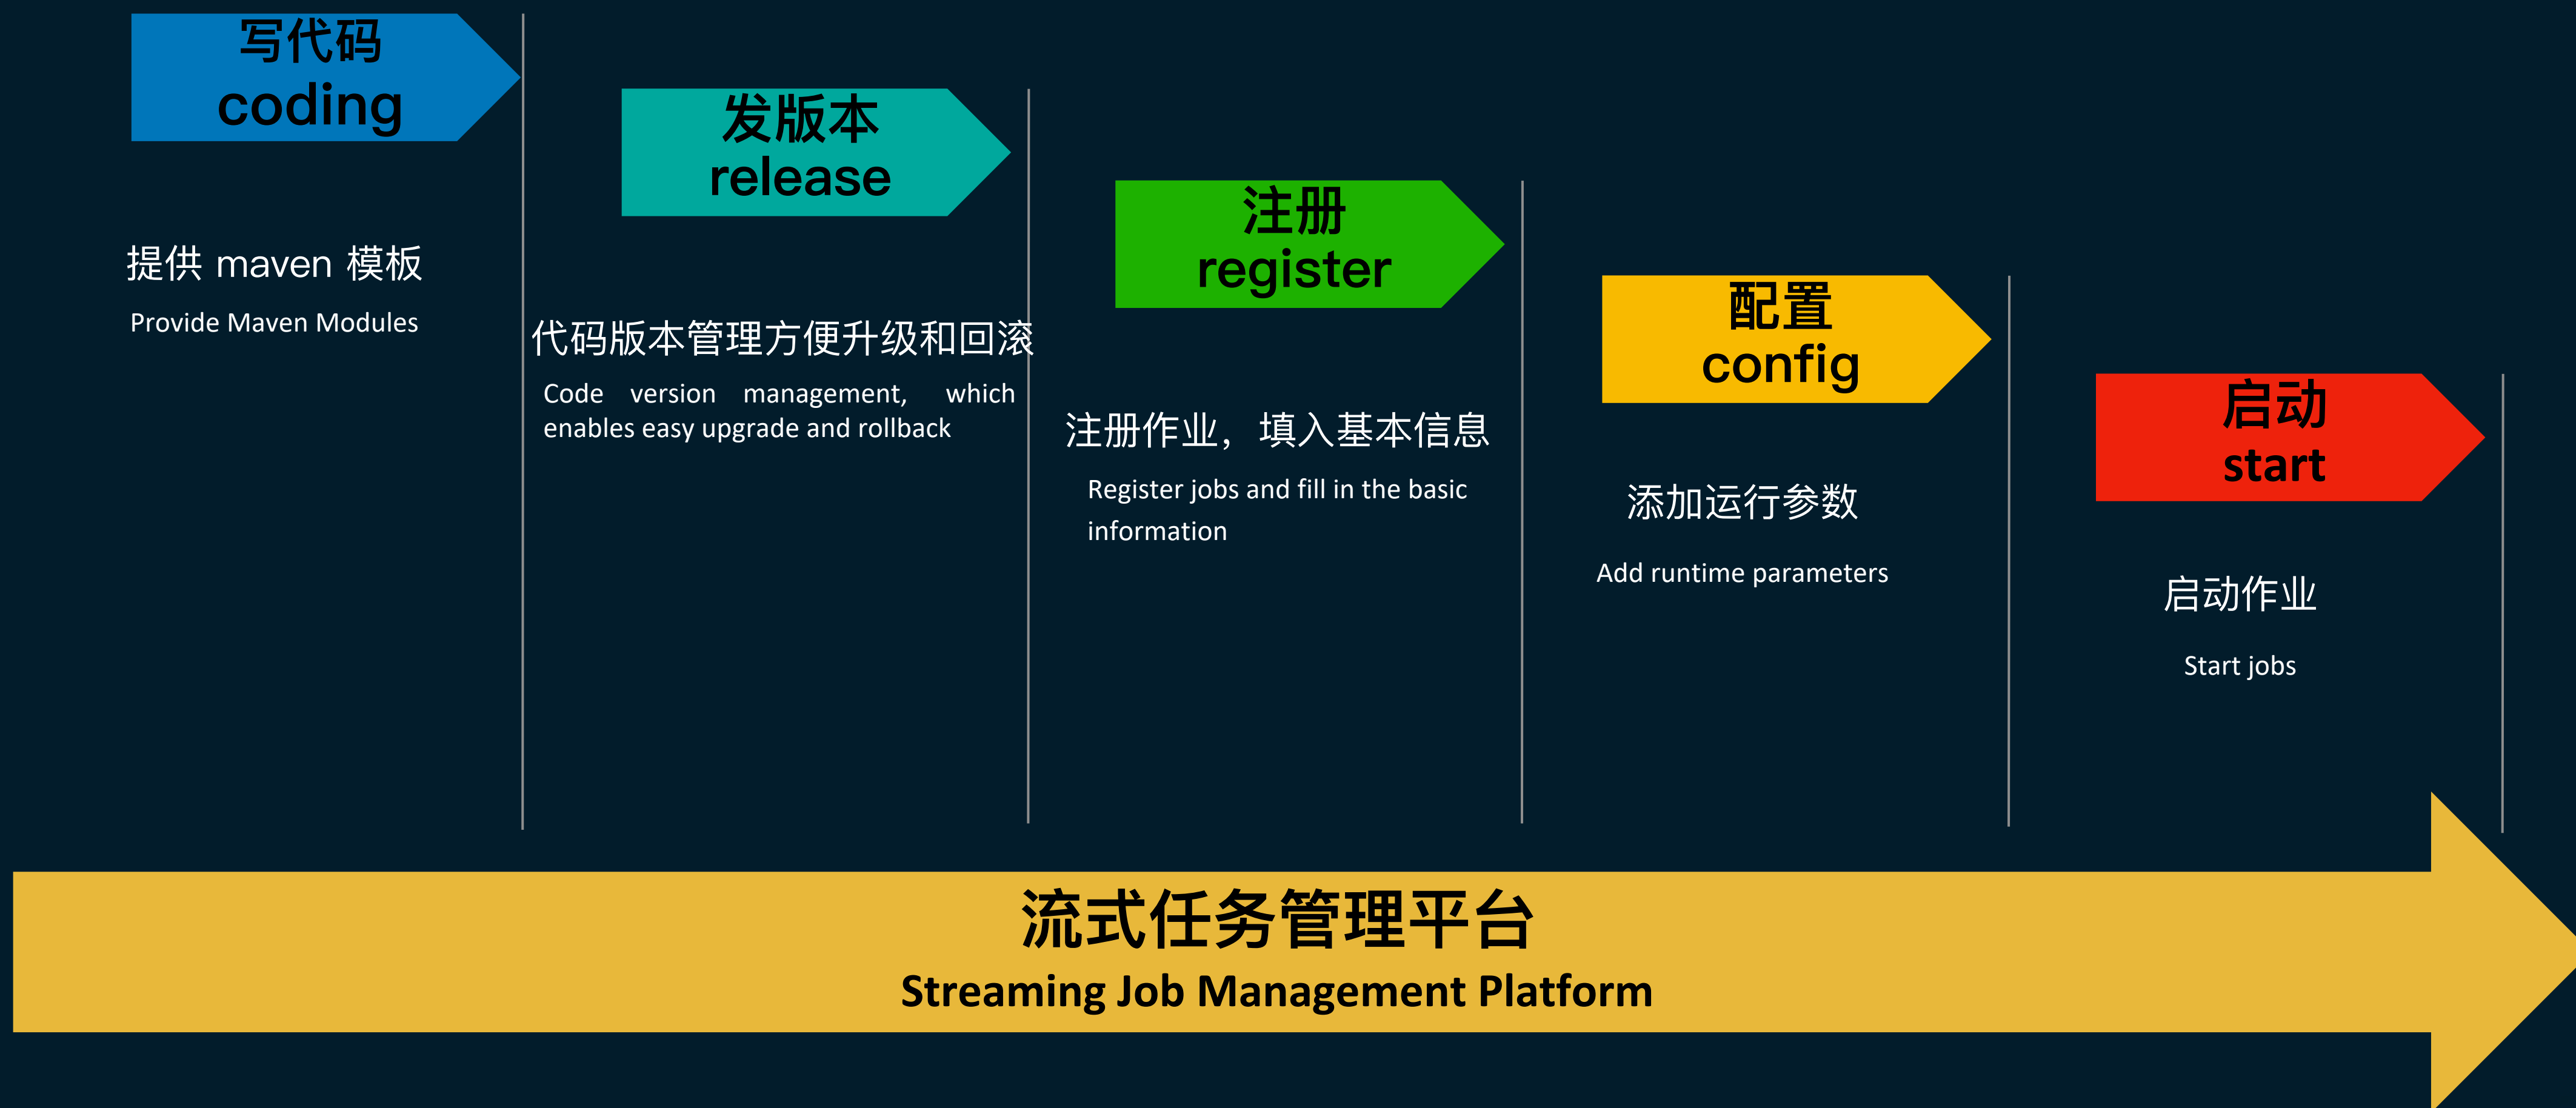 写代码
coding
提供 maven 模板
Provide Maven Modules
发版本
release
代码版本管理方便升级和回滚
Code version management, which
enables easy upgrade and rollback
注册
register
注册作业，填入基本信息
Register jobs and fill in the basic
information
配置
config
添加运行参数
Add runtime parameters
启动
start
启动作业
Start jobs
流式任务管理平台
Streaming Job Management Platform